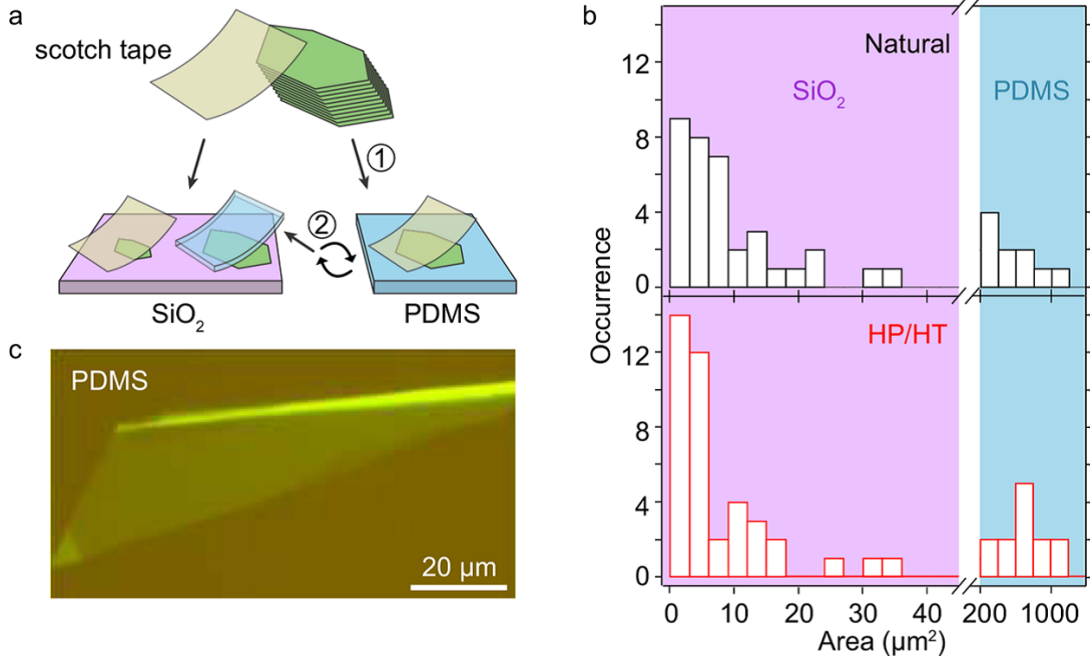 a
scotch tape
①
②
SiO₂
PDMS
b
Natural
SiO₂
PDMS
12
8
4
0
HP/HT
12
8
4
0
Occurrence
0 10 20 30 40 200 1000
Area (μm²)
c
PDMS
20 μm